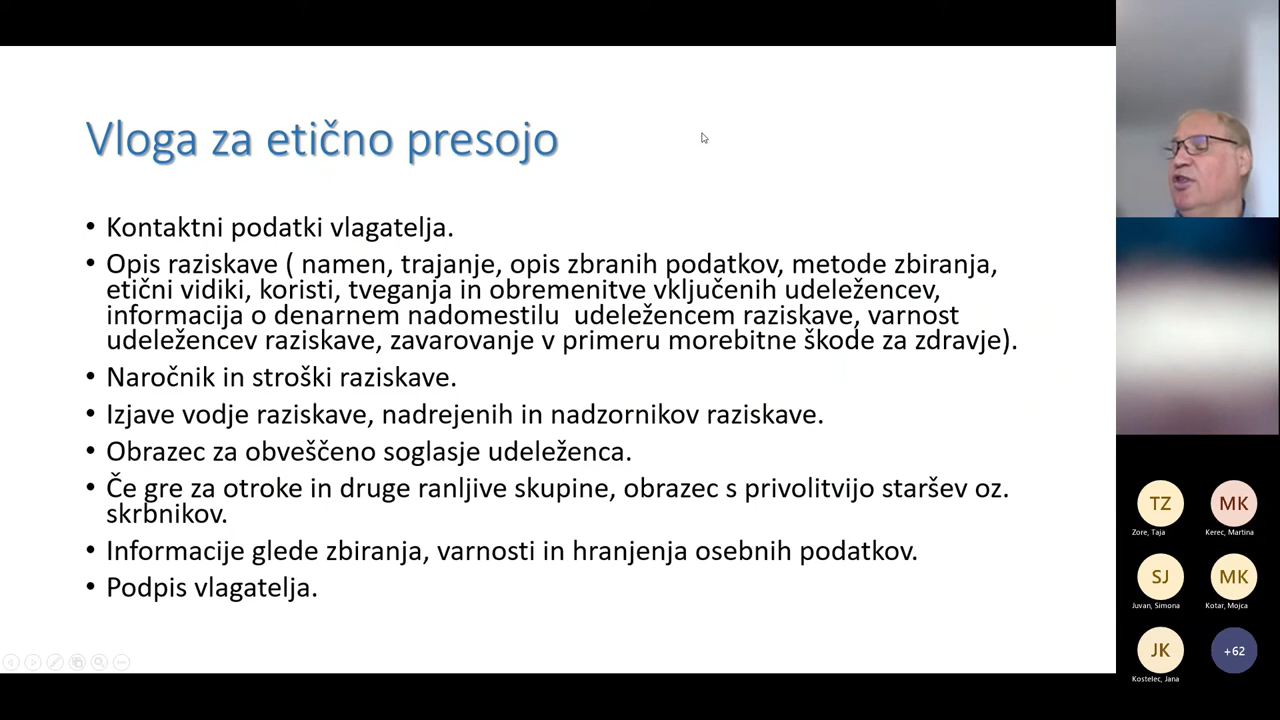 Vloga za etično presojo
• Kontaktni podatki vlagatelja.
• Opis raziskave ( namen, trajanje, opis zbranih podatkov, metode zbiranja,
etični vidiki, koristi, tveganja in obremenitve vključenih udeležencev,
informacija o denarnem nadomestilu udeležencem raziskave, varnost
udeležencev raziskave, zavarovanje v primeru morebitne škode za zdravje).
• Naročnik in stroški raziskave.
• Izjave vodje raziskave, nadrejenih in nadzornikov raziskave.
• Obrazec za obveščeno soglasje udeleženca.
• Če gre za otroke in druge ranljive skupine, obrazec s privolitvijo staršev oz.
skrbnikov.
• Informacije glede zbiranja, varnosti in hranjenja osebnih podatkov.
• Podpis vlagatelja.
TZ
MK
Zore, Taja
Kerec, Martina
SJ
MK
Juvan, Simona
Kotar, Mojca
JK
+62
Kostelec, Jana